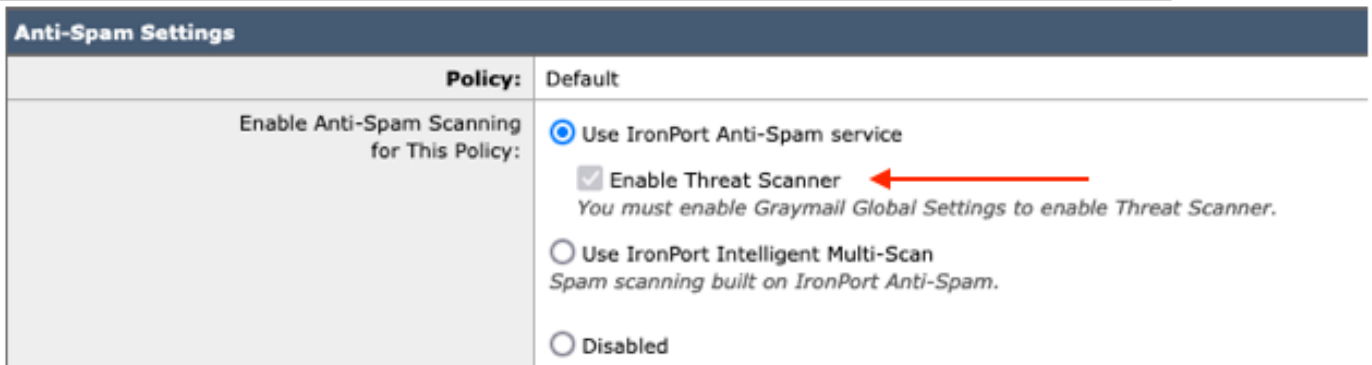 Anti-Spam Settings
Policy: Default
Enable Anti-Spam Scanning
for This Policy:
Use IronPort Anti-Spam service
Enable Threat Scanner
You must enable Graymail Global Settings to enable Threat Scanner.
Use IronPort Intelligent Multi-Scan
Spam scanning built on IronPort Anti-Spam.
Disabled